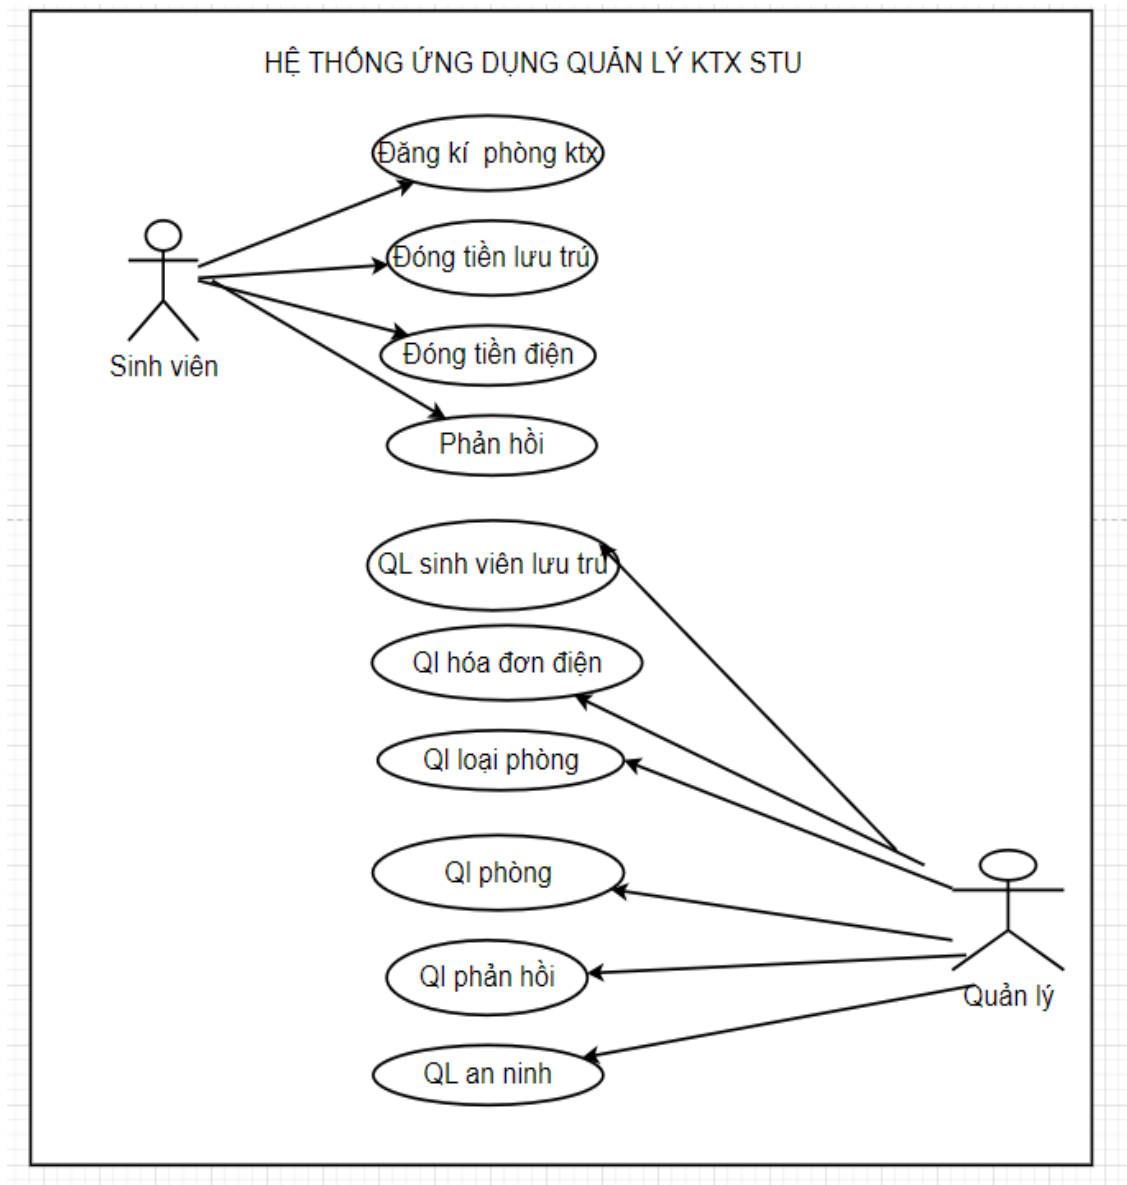 HỆ THỐNG ỨNG DỤNG QUẢN LÝ KTX STU
Đăng kí phòng ktx
Đóng tiền lưu trú
Đóng tiền điện
Sinh viên
Phản hồi
QL sinh viên lưu trú
Ql hóa đơn điện
Ql loại phòng
Ql phòng
Ql phản hồi
Quản lý
QL an ninh